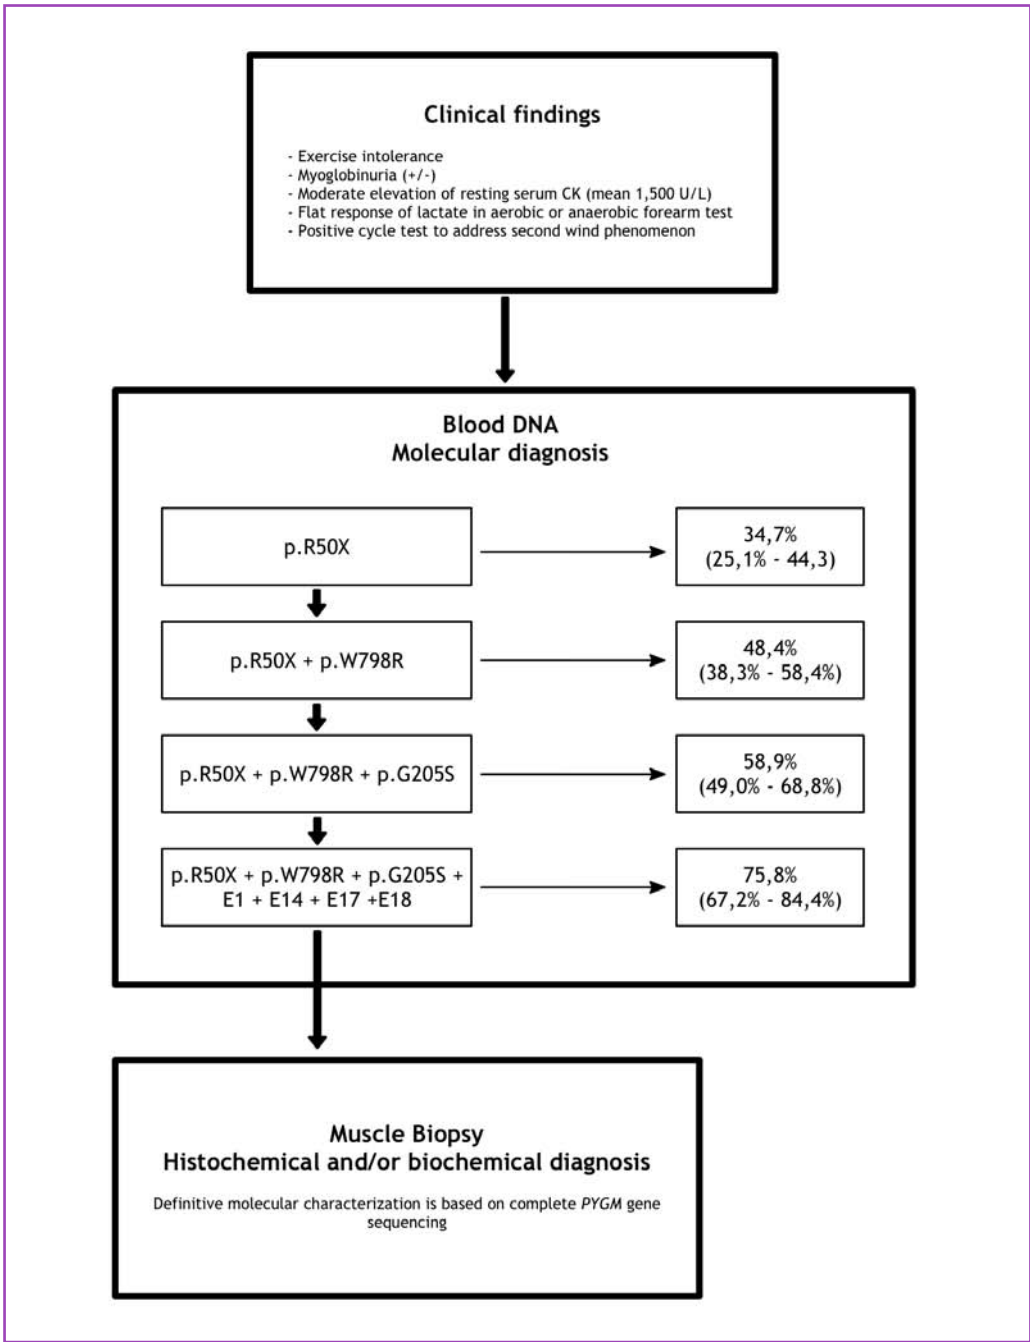 Clinical findings
- Exercise intolerance
- Myoglobinuria (+/-)
- Moderate elevation of resting serum CK (mean 1,500 U/L)
- Flat response of lactate in aerobic or anaerobic forearm test
- Positive cycle test to address second wind phenomenon
Blood DNA
Molecular diagnosis
p.R50X
34,7%
(25,1% - 44,3)
p.R50X + p.W798R
48,4%
(38,3% - 58,4%)
p.R50X + p.W798R + p.G205S
58,9%
(49,0% - 68,8%)
p.R50X + p.W798R + p.G205S +
E1 + E14 + E17 +E18
75,8%
(67,2% - 84,4%)
Muscle Biopsy
Histochemical and/or biochemical diagnosis
Definitive molecular characterization is based on complete PYGM gene
sequencing